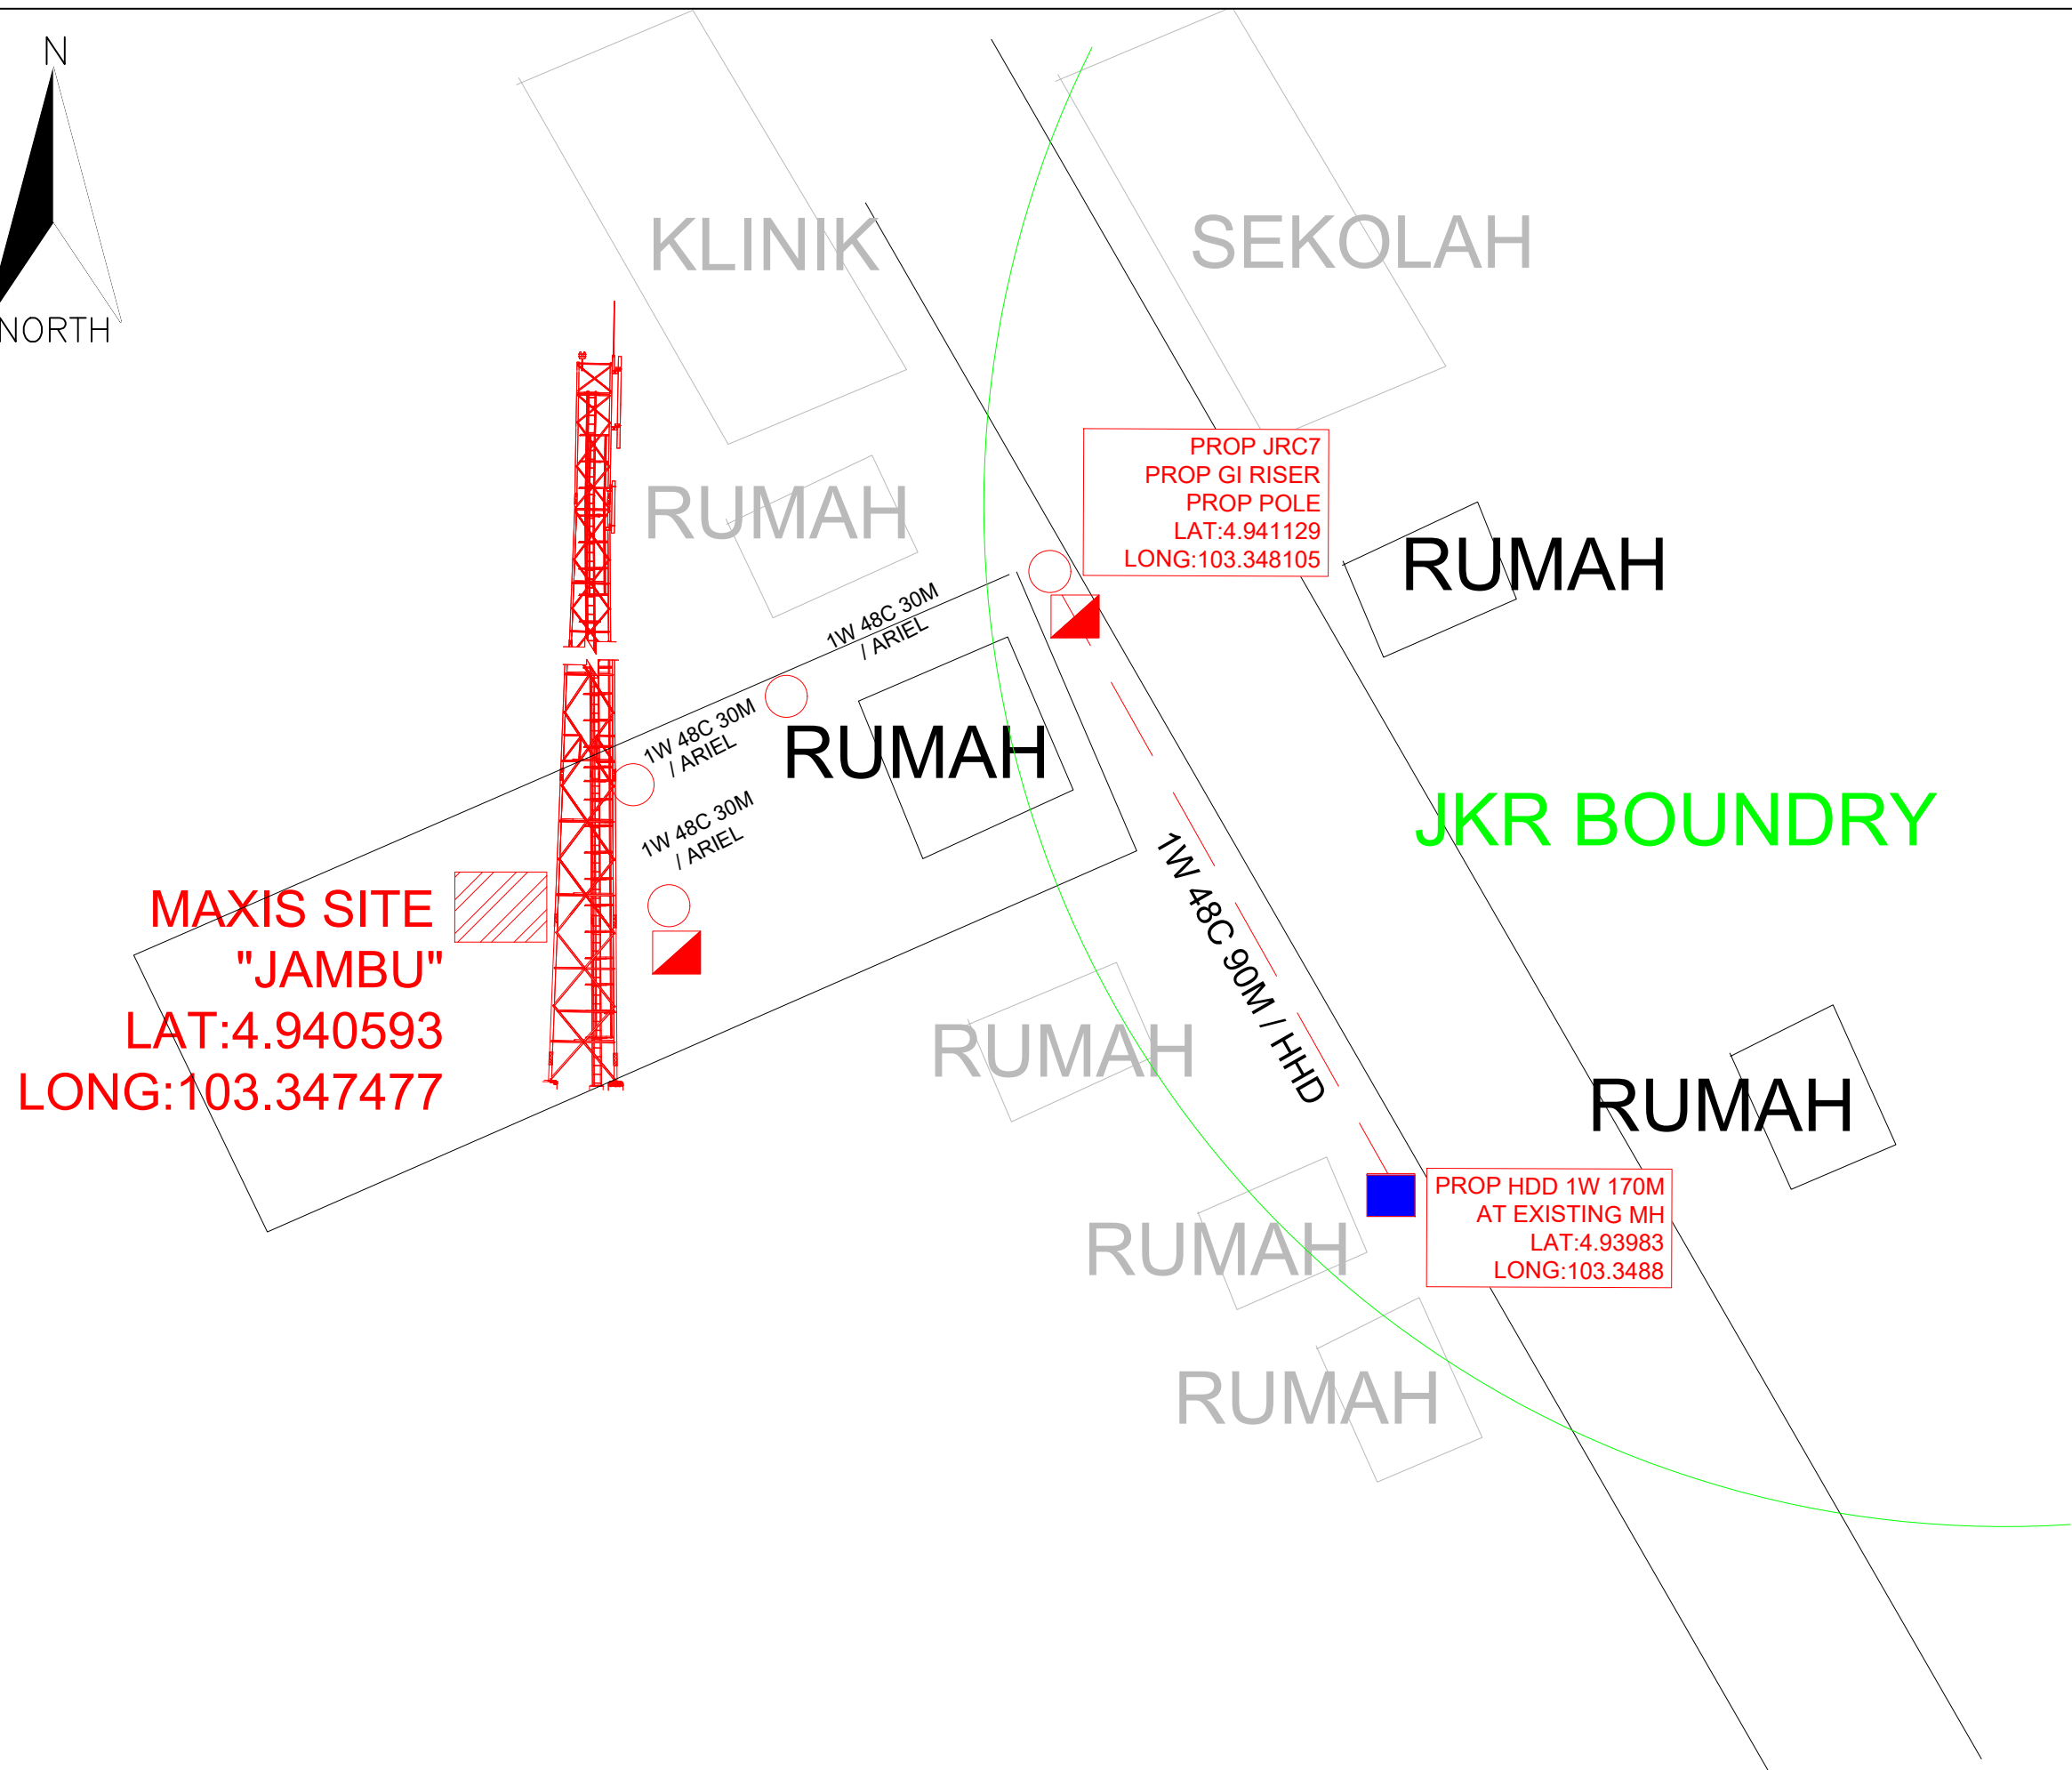 N
NORTH
KLINIK
SEKOLAH
PROP JRC7
PROP GI RISER
PROP POLE
LAT:4.941129
LONG:103.348105
RUMAH
RUMAH
1W 48C 30M
/ ARIEL
1W 48C 30M
/ ARIEL
RUMAH
1W 48C 30M
/ ARIEL
JKR BOUNDRY
1W 48C 90M / HHD
MAXIS SITE
"JAMBU"
LAT:4.940593
LONG:103.347477
RUMAH
RUMAH
PROP HDD 1W 170M
AT EXISTING MH
LAT:4.93983
LONG:103.3488
RUMAH
RUMAH